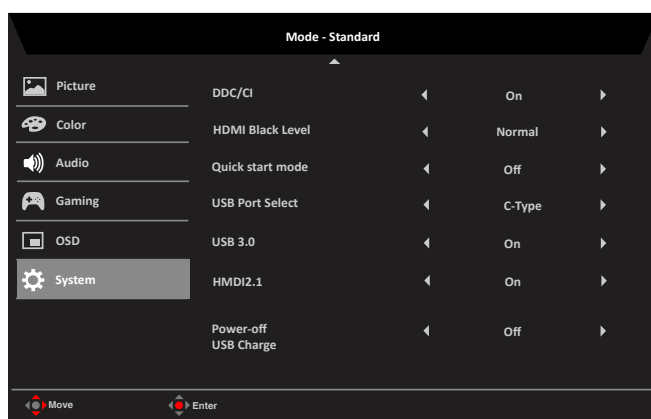 Mode - Standard
Picture
Color
Audio
Gaming
OSD
System
DDC/CI On
HDMI Black Level Normal
Quick start mode Off
USB Port Select C-Type
USB 3.0 On
HMDI2.1 On
Power-off Off
USB Charge
Move Enter